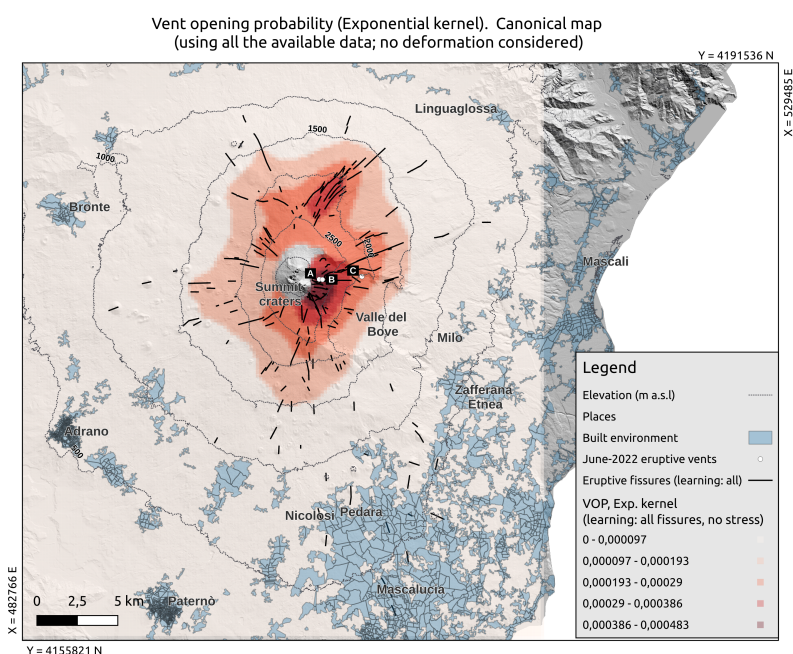 Vent opening probability (Exponential kernel).  Canonical map
(using all the available data; no deformation considered)
Y = 4191536 N
X = 529485 E
Linguaglossa
1500
1000
Bronte
2500
2000
Mascali
A
B
C
Summit
craters
Valle del
Bove
Milo
Zafferana
Etnea
Adrano
Nicolosi
Pedara
Mascalucia
Paternò
0
2,5
5 km
X = 482766 E
Y = 4155821 N
Legend
Elevation (m a.s.l)
Places
Built environment
June-2022 eruptive vents
Eruptive fissures (learning: all)
VOP, Exp. kernel
(learning: all fissures, no stress)
0 - 0,000097
0,000097 - 0,000193
0,000193 - 0,00029
0,00029 - 0,000386
0,000386 - 0,000483